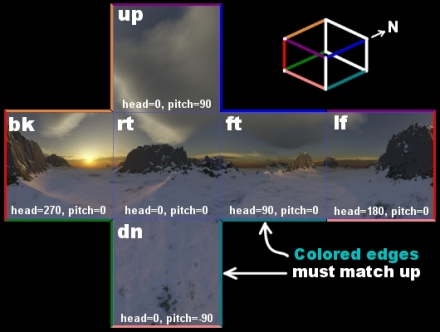 up
N
head=0, pitch=90
bk
rt
ft
lf
head=270, pitch=0
head=0, pitch=0
head=90, pitch=0
head=180, pitch=0
dn
Colored edges
must match up
head=0, pitch=-90